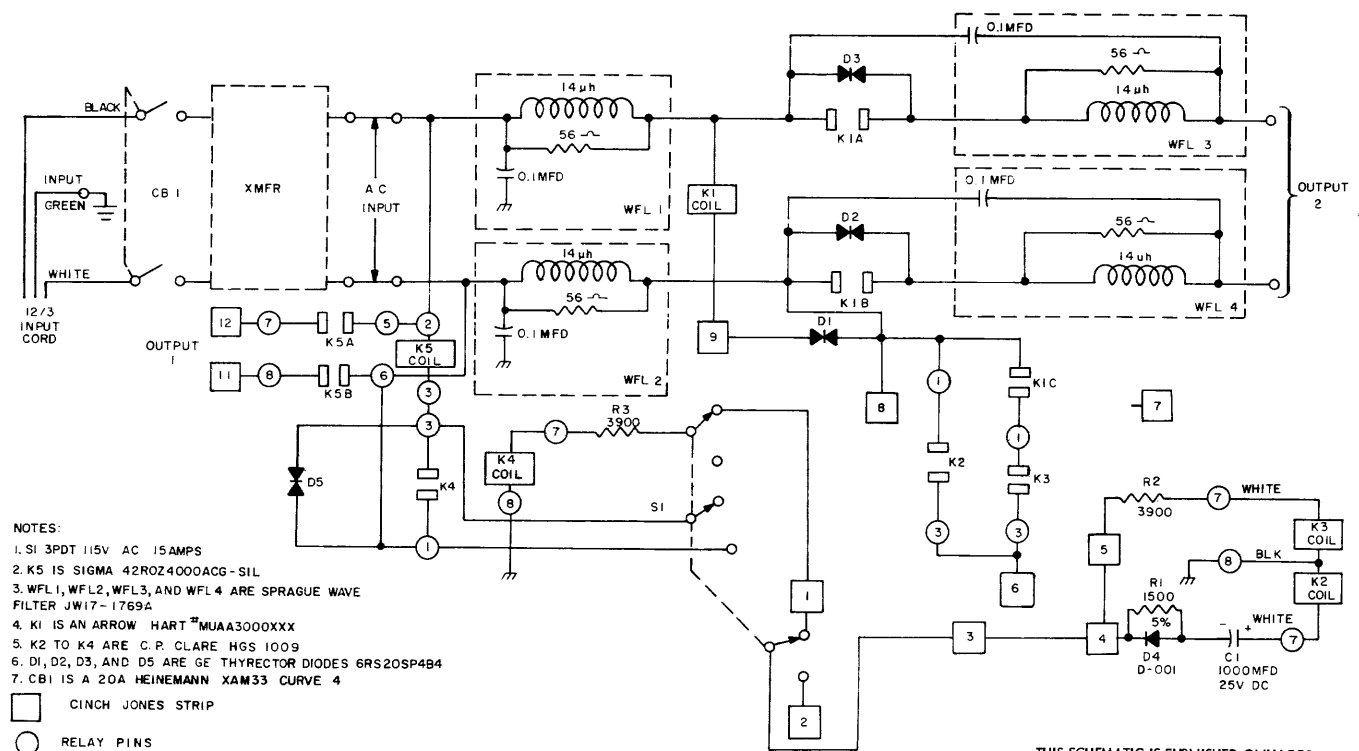 0.1MFD
56 Ω
14µh
D3
K1A
WFL 3
BLACK
CB 1
XMFR
AC
INPUT
14µh
56 Ω
0.1MFD
WFL 1
K1
COIL
INPUT
GREEN
WHITE
12/3
INPUT
CORD
0.1MFD
56 Ω
14µh
D2
K1B
WFL 4
OUTPUT
2
14µh
56 Ω
0.1MFD
WFL 2
OUTPUT
1
12
7
K5A
5
2
K5
COIL
11
8
K5B
6
3
9
D1
8
1
K1C
7
K2
1
K3
3
3
6
3
D5
K4
1
R3
3900
7
K4
COIL
8
S1
1
2
3
4
5
R2
3900
7
WHITE
K3
COIL
8
BLK
K2
COIL
R1
1500
5%
D4
D-001
WHITE
- +
C1
1000MFD
25V DC
7
NOTES:
1. S1 3PDT 115V AC 15AMPS
2. K5 IS SIGMA 42ROZ4000ACG-SIL
3. WFL1, WFL2, WFL3, AND WFL4 ARE SPRAGUE WAVE
FILTER JW17-1769A
4. K1 IS AN ARROW HART #MUAA3000XXX
5. K2 TO K4 ARE C.P. CLARE HGS 1009
6. D1, D2, D3, AND D5 ARE GE THYRECTOR DIODES 6RS20SP4B4
7. CB1 IS A 20A HEINEMANN XAM33 CURVE 4
CINCH JONES STRIP
RELAY PINS